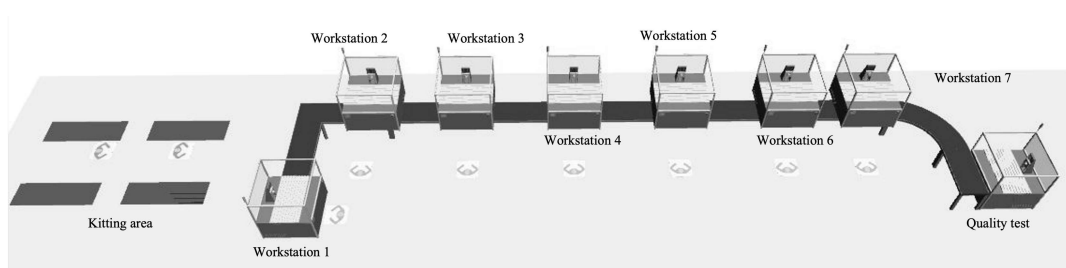 Workstation 2
Workstation 3
Workstation 5
Workstation 7
Workstation 4
Workstation 6
Kitting area
Quality test
Workstation 1